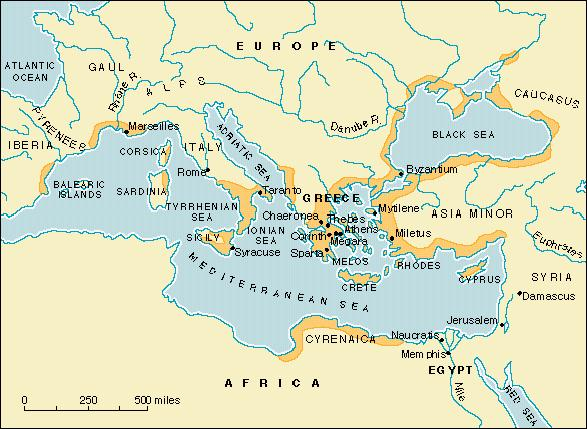 EUROPE
ATLANTIC
OCEAN
GAUL
Rhône R.
ALPS
CAUCASUS
PYRENEES
Marseilles
Danube R.
BLACK SEA
IBERIA
CORSICA
ITALY
ADRIATIC SEA
Rome
Byzantium
BALEARIC
ISLANDS
SARDINIA
Taranto
GREECE
TYRRHENIAN
SEA
Chaeronea
Thebes
Mytilene
ASIA MINOR
IONIAN
SEA
Corinth
Athens
Megara
Miletus
Euphrates
SICILY
Syracuse
Sparta
MELOS
RHODES
SYRIA
MEDITERRANEAN SEA
CRETE
CYPRUS
Damascus
Jerusalem
CYRENAICA
Naucratis
Memphis
EGYPT
AFRICA
Nile
RED SEA
0 250 500 miles